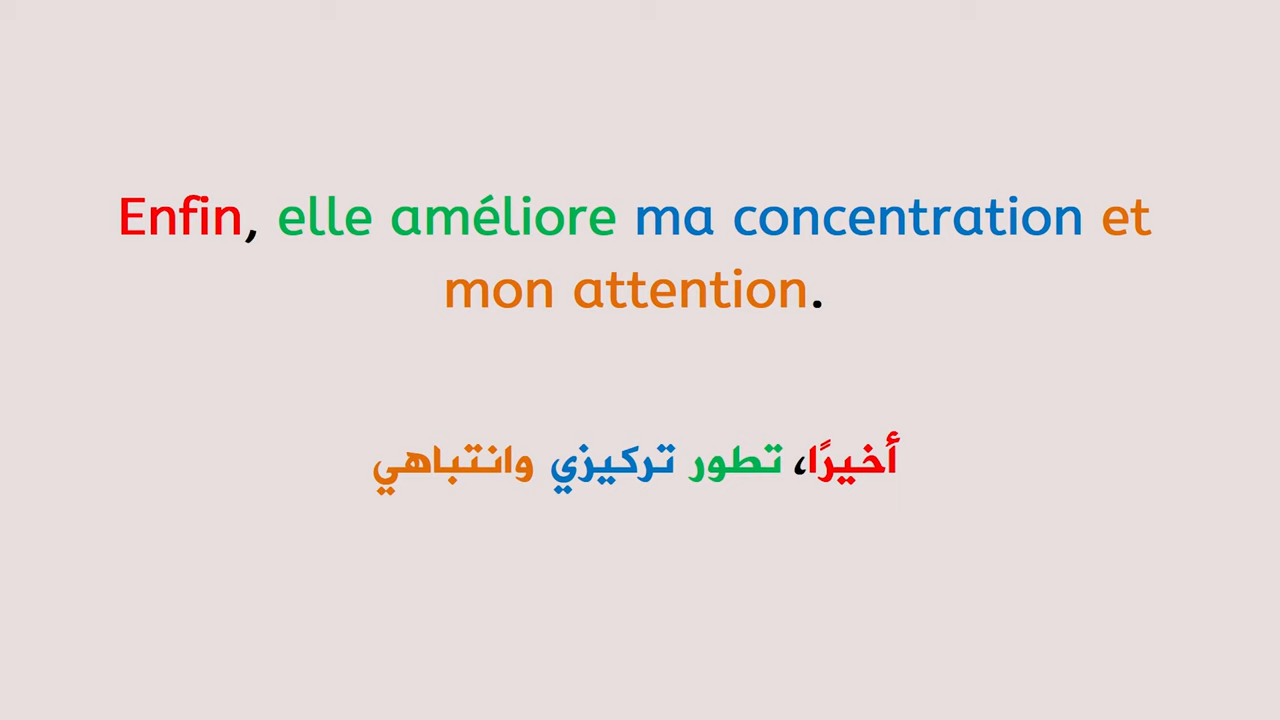 Enfin, elle améliore ma concentration et
mon attention.
أخيرًا، تطور تركيزي وانتباهي